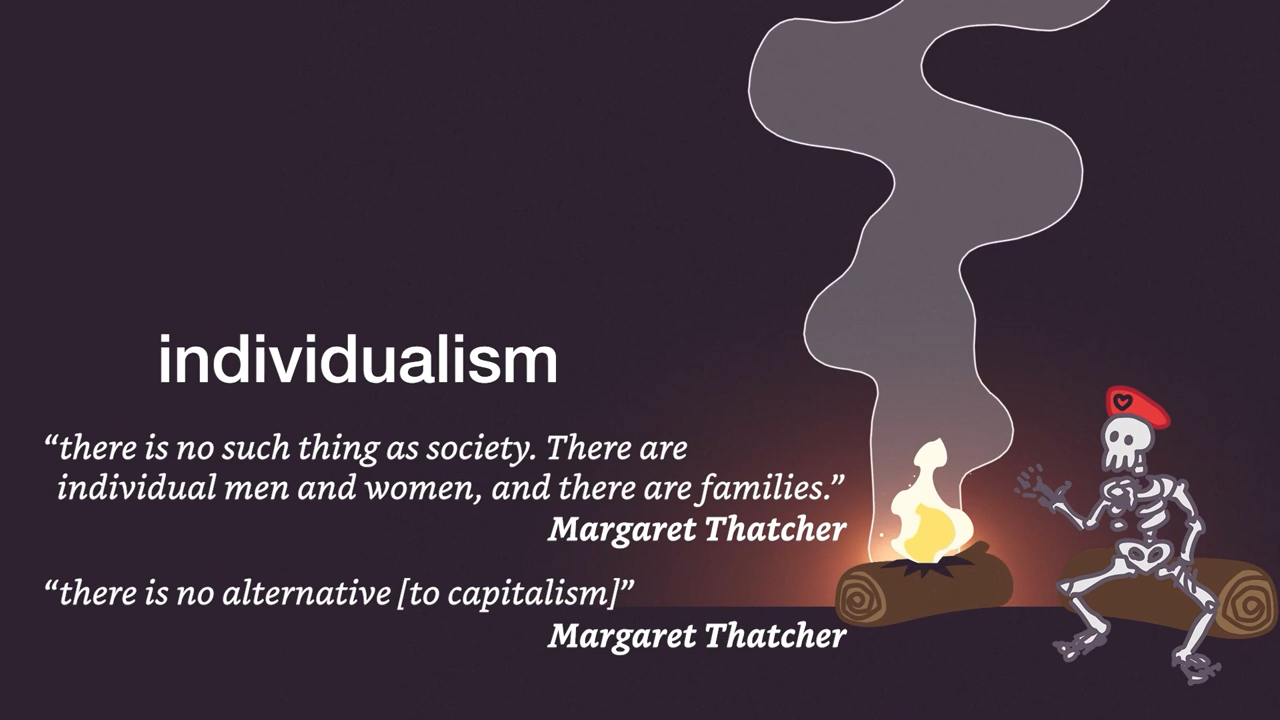 individualism
“there is no such thing as society. There are
individual men and women, and there are families.”
Margaret Thatcher
“there is no alternative [to capitalism]”
Margaret Thatcher